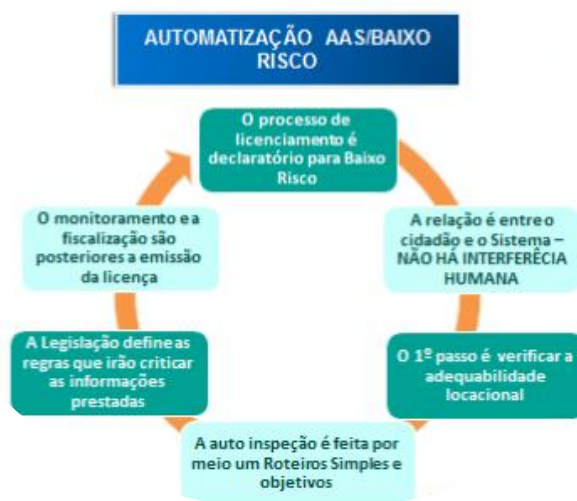 AUTOMATIZAÇÃO AAS/BAIXO
RISCO
O processo de
licenciamento é
declaratório para Baixo
Risco
A relação é entre o
cidadão e o Sistema –
NÃO HÁ INTERFERÊCIA
HUMANA
O 1º passo é verificar a
adequabilidade
locacional
A auto inspeção é feita por
meio um Roteiros Simples e
objetivos
A Legislação define as
regras que irão criticar
as informações
prestadas
O monitoramento e a
fiscalização são
posteriores a emissão
da licença